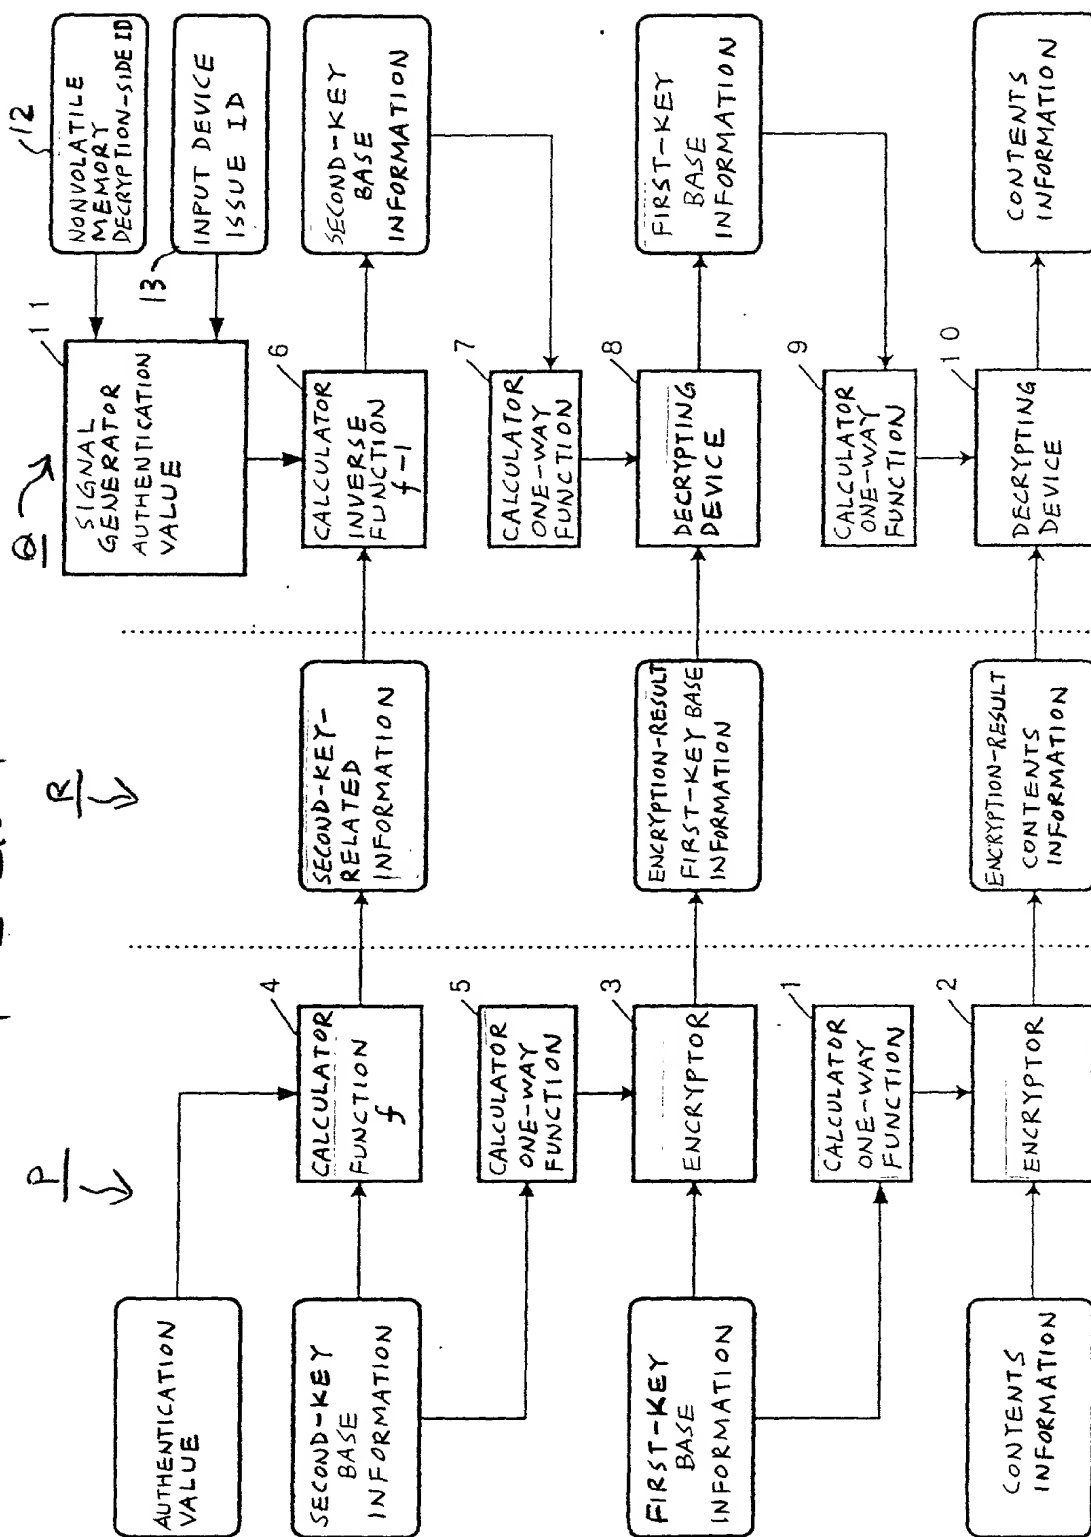 P
R
Q
AUTHENTICATION
VALUE
SECOND-KEY
BASE
INFORMATION
FIRST-KEY
BASE
INFORMATION
CONTENTS
INFORMATION
4
CALCULATOR
FUNCTION
f
5
CALCULATOR
ONE-WAY
FUNCTION
3
ENCRYPTOR
1
CALCULATOR
ONE-WAY
FUNCTION
2
ENCRYPTOR
SECOND-KEY-
RELATED
INFORMATION
ENCRYPTION-RESULT
FIRST-KEY BASE
INFORMATION
ENCRYPTION-RESULT
CONTENTS
INFORMATION
11
SIGNAL
GENERATOR
AUTHENTICATION
VALUE
6
CALCULATOR
INVERSE
FUNCTION
f-1
7
CALCULATOR
ONE-WAY
FUNCTION
8
DECRYPTING
DEVICE
9
CALCULATOR
ONE-WAY
FUNCTION
10
DECRYPTING
DEVICE
12
NONVOLATILE
MEMORY
DECRYPTION-SIDE ID
13
INPUT DEVICE
ISSUE ID
SECOND-KEY
BASE
INFORMATION
FIRST-KEY
BASE
INFORMATION
CONTENTS
INFORMATION